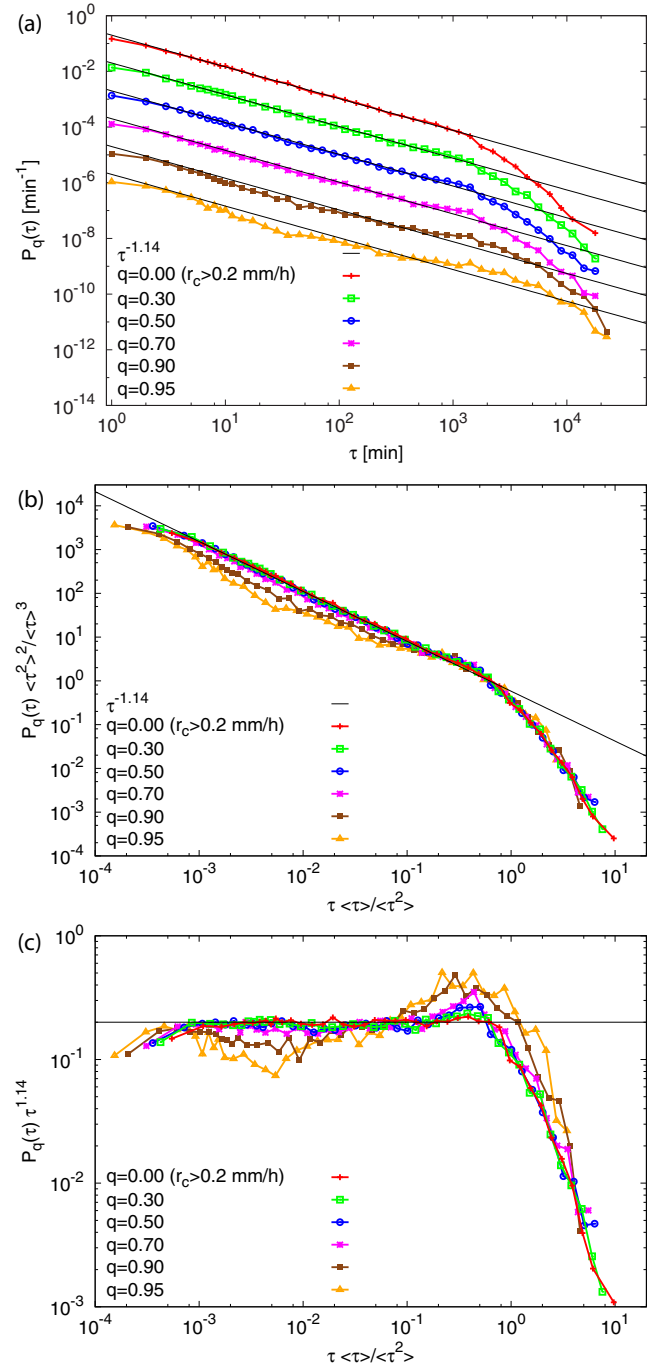 (a)
10^0
10^-2
10^-4
10^-6
10^-8
10^-10
10^-12
10^-14
P_q(τ) [min^-1]
τ^-1.14
q=0.00 (r_c>0.2 mm/h)
q=0.30
q=0.50
q=0.70
q=0.90
q=0.95
10^0 10^1 10^2 10^3 10^4
τ [min]
(b)
10^4
10^3
10^2
10^1
10^0
10^-1
10^-2
10^-3
10^-4
P_q(τ) <τ^2>^2/<τ>^3
τ^-1.14
q=0.00 (r_c>0.2 mm/h)
q=0.30
q=0.50
q=0.70
q=0.90
q=0.95
10^-4 10^-3 10^-2 10^-1 10^0 10^1
τ <τ>/<τ^2>
(c)
10^0
10^-1
10^-2
10^-3
P_q(τ) τ^1.14
q=0.00 (r_c>0.2 mm/h)
q=0.30
q=0.50
q=0.70
q=0.90
q=0.95
10^-4 10^-3 10^-2 10^-1 10^0 10^1
τ <τ>/<τ^2>